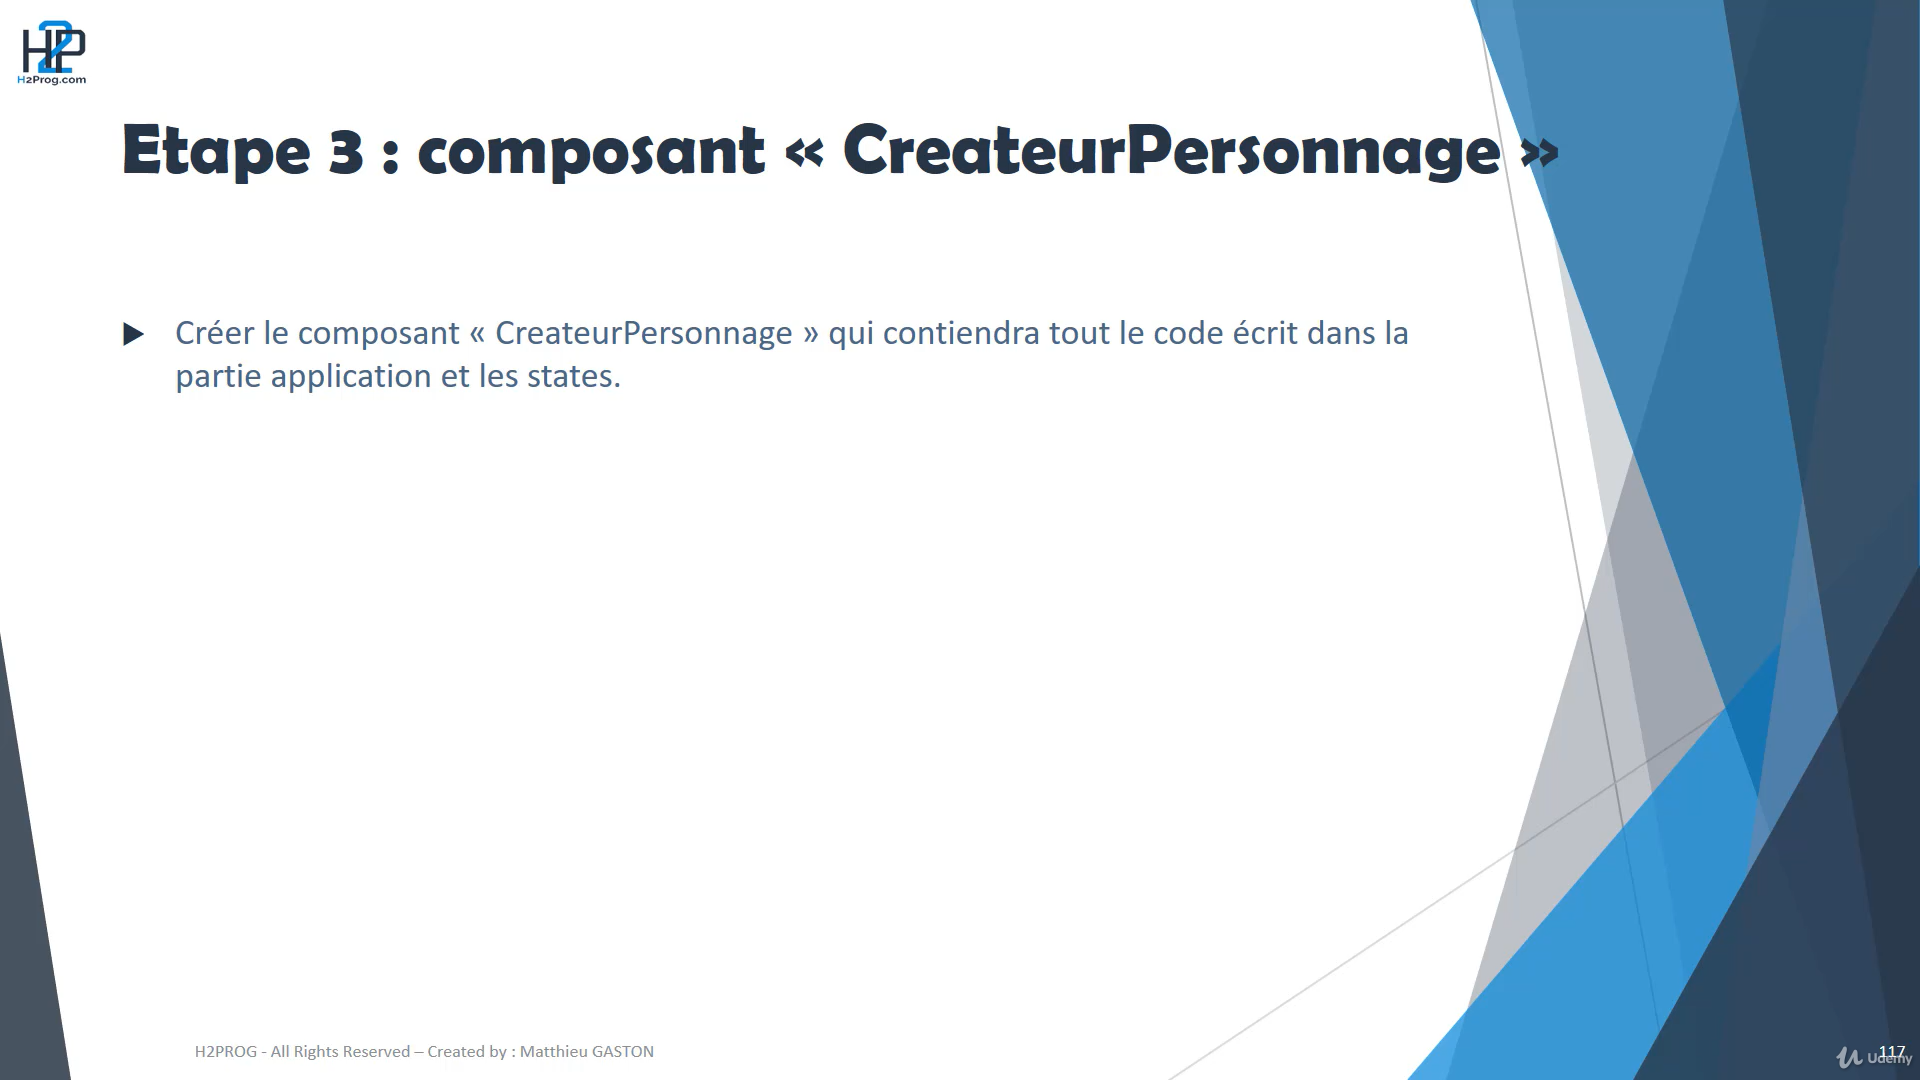 H2P
H2Prog.com
Etape 3 : composant « CreateurPersonnage »
Créer le composant « CreateurPersonnage » qui contiendra tout le code écrit dans la
partie application et les states.
H2PROG - All Rights Reserved – Created by : Matthieu GASTON
117
Udemy